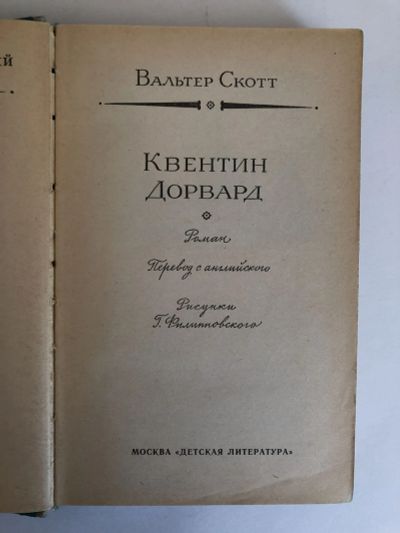 Й
Вальтер Скотт
Квентин
Дорвард
Роман
Перевод с английского
Рисунки
Г. Филипповского
МОСКВА «ДЕТСКАЯ ЛИТЕРАТУРА»